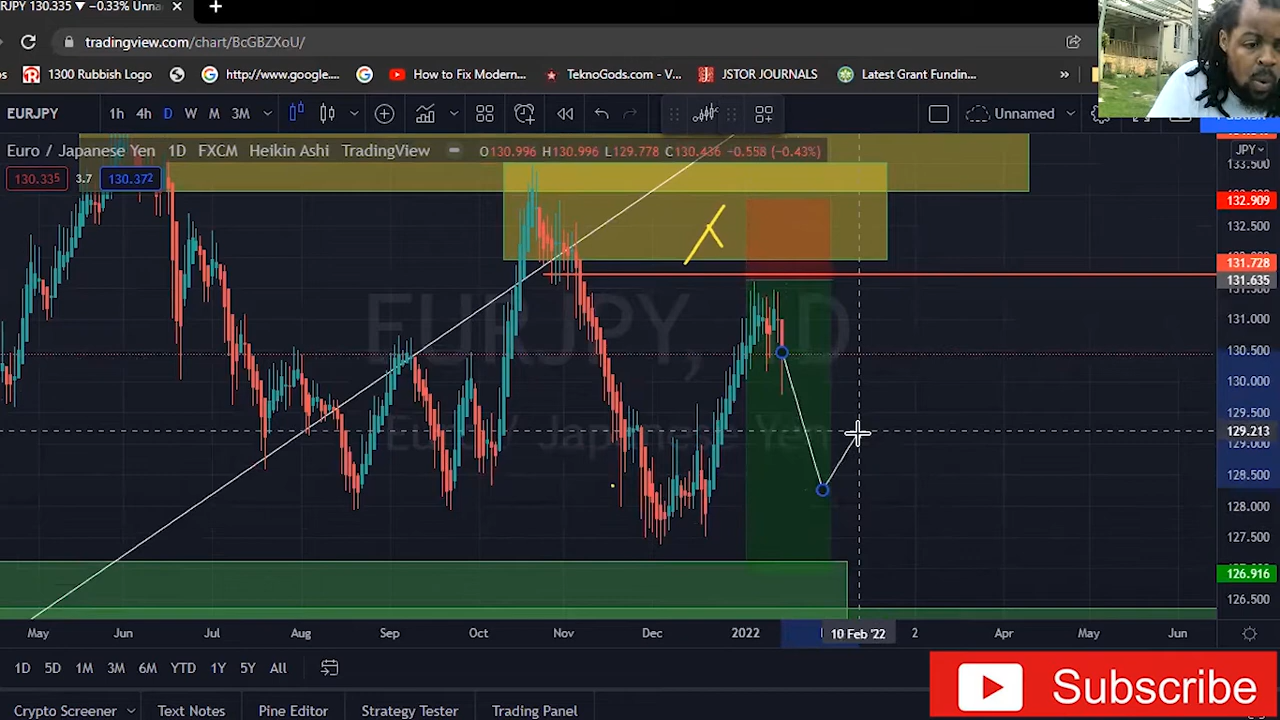 RJPY 130.335 ▼ −0.33% Unna
tradingview.com/chart/BcGBZXoU/
1300 Rubbish Logo
http://www.google....
How to Fix Modern...
TeknoGods.com - V...
JSTOR JOURNALS
Latest Grant Fundin...
»
EURJPY 1h 4h D W M 3M Unnamed
Euro / Japanese Yen 1D FXCM Heikin Ashi TradingView O130.996 H130.996 L129.778 C130.436 −0.558 (−0.43%)
JPY
133.500
130.335 3.7 130.372
132.909
132.500
131.728
131.635
131.000
130.500
130.000
129.500
129.213
129.000
128.500
128.000
127.500
126.916
126.500
EURJPY, D
Euro / Japanese Yen
May Jun Jul Aug Sep Oct Nov Dec 2022 10 Feb '22 2 Apr May Jun
1D 5D 1M 3M 6M YTD 1Y 5Y All
Subscribe
Crypto Screener Text Notes Pine Editor Strategy Tester Trading Panel